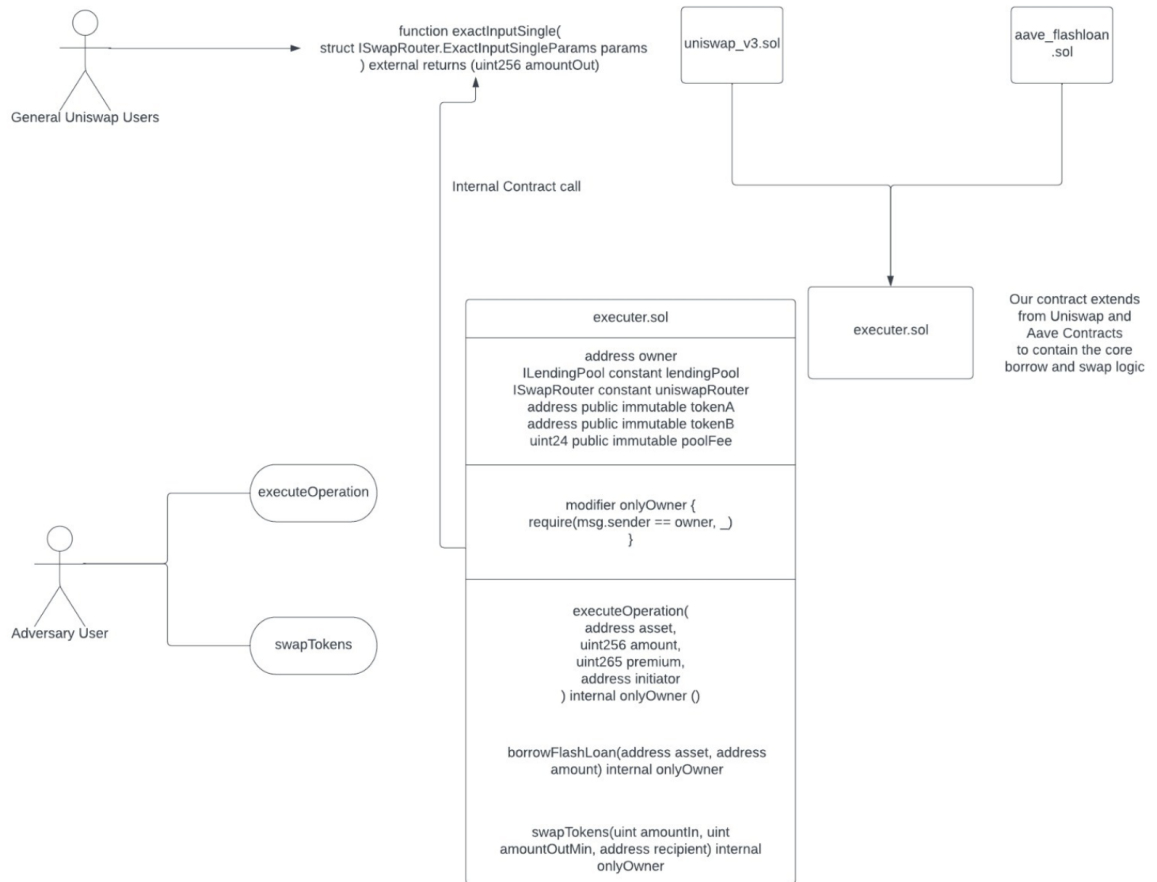 function exactInputSingle(
struct ISwapRouter.ExactInputSingleParams params
) external returns (uint256 amountOut)
uniswap_v3.sol
aave_flashloan
.sol
General Uniswap Users
Internal Contract call
executer.sol
Our contract extends
from Uniswap and
Aave Contracts
to contain the core
borrow and swap logic
executer.sol
address owner
ILendingPool constant lendingPool
ISwapRouter constant uniswapRouter
address public immutable tokenA
address public immutable tokenB
uint24 public immutable poolFee
modifier onlyOwner {
require(msg.sender == owner, _)
}
executeOperation
Adversary User
swapTokens
executeOperation(
address asset,
uint256 amount,
uint265 premium,
address initiator
) internal onlyOwner ()
borrowFlashLoan(address asset, address
amount) internal onlyOwner
swapTokens(uint amountIn, uint
amountOutMin, address recipient) internal
onlyOwner